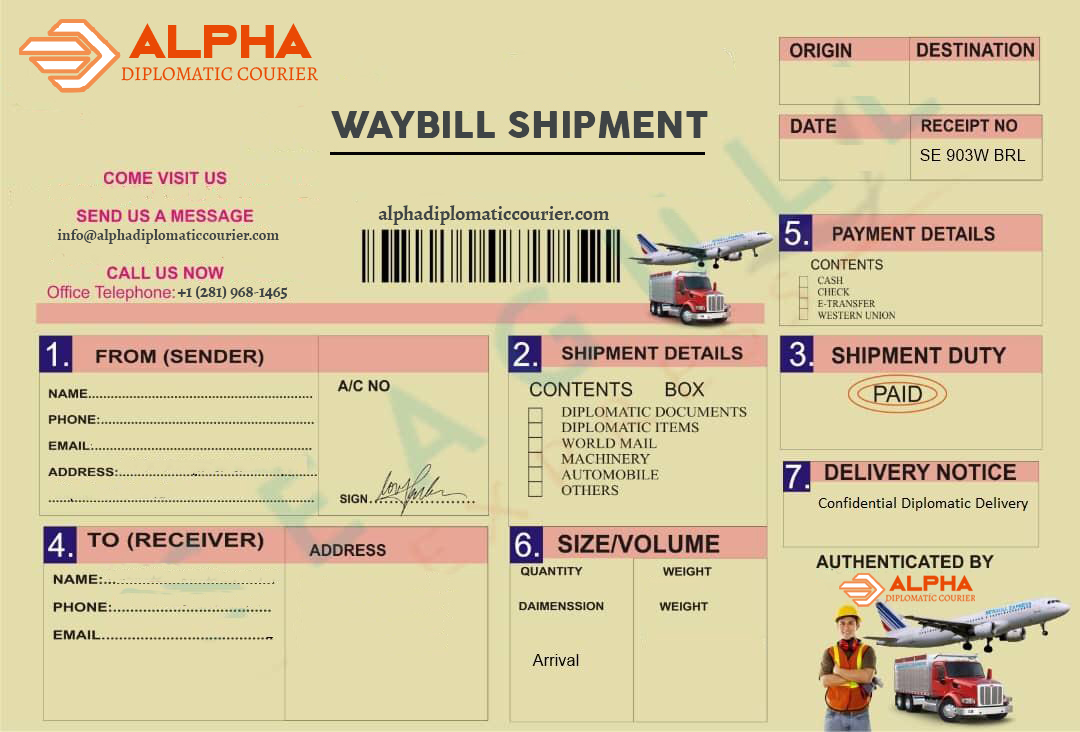 ALPHA
DIPLOMATIC COURIER
ORIGIN
DESTINATION
WAYBILL SHIPMENT
DATE
RECEIPT NO
SE 903W BRL
COME VISIT US
SEND US A MESSAGE
info@alphadiplomaticcourier.com
CALL US NOW
Office Telephone: +1 (281) 968-1465
alphadiplomaticcourier.com
5. PAYMENT DETAILS
CONTENTS
CASH
CHECK
E-TRANSFER
WESTERN UNION
1. FROM (SENDER)
NAME
PHONE:
EMAIL:
ADDRESS:
A/C NO
SIGN
2. SHIPMENT DETAILS
CONTENTS BOX
DIPLOMATIC DOCUMENTS
DIPLOMATIC ITEMS
WORLD MAIL
MACHINERY
AUTOMOBILE
OTHERS
3. SHIPMENT DUTY
PAID
4. TO (RECEIVER)
NAME:
PHONE:
EMAIL
ADDRESS
6. SIZE/VOLUME
QUANTITY
WEIGHT
DAIMENSSION
WEIGHT
Arrival
7. DELIVERY NOTICE
Confidential Diplomatic Delivery
AUTHENTICATED BY
ALPHA
DIPLOMATIC COURIER